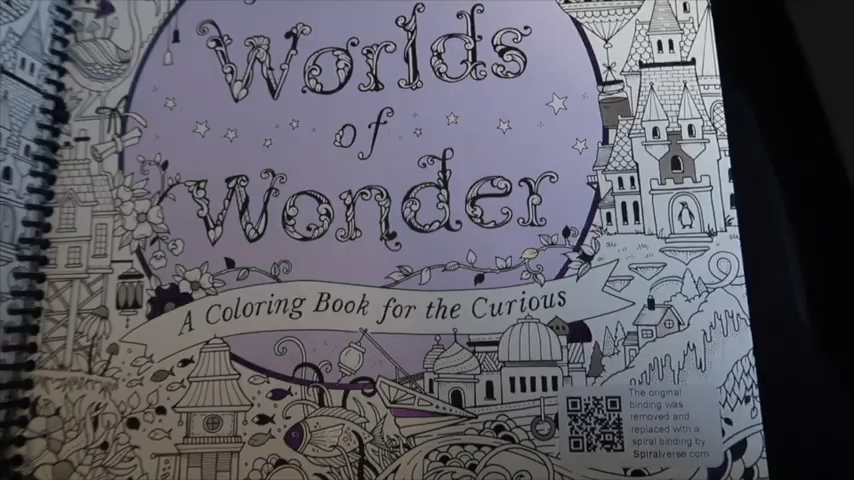 Worlds
of
Wonder
A Coloring Book for the Curious
The original
binding was
removed and
replaced with a
spiral binding by
Spiralverse.com